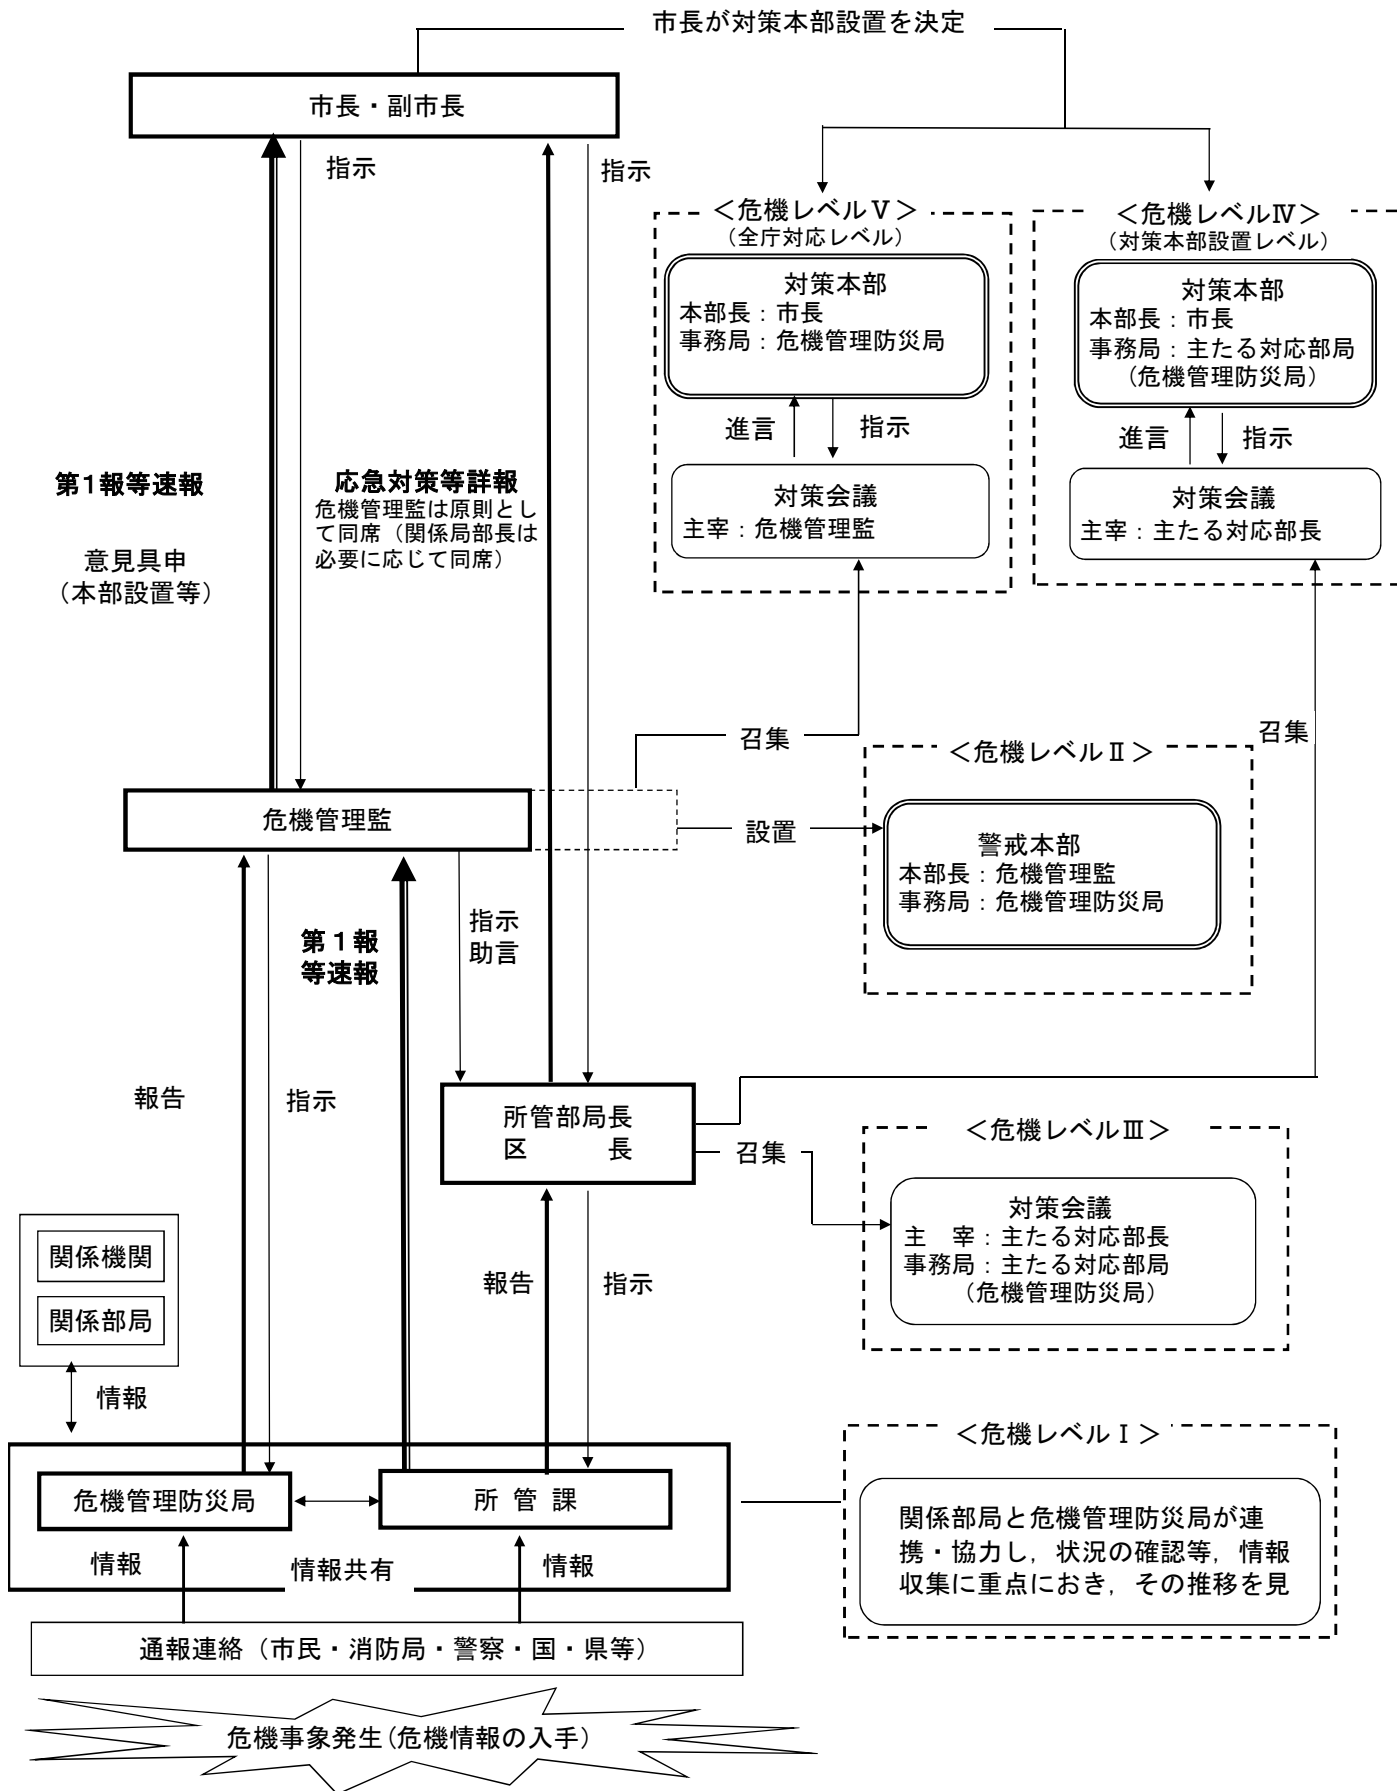 市長が対策本部設置を決定
市長・副市長
指示
指示
＜危機レベルⅤ＞
（全庁対応レベル）
対策本部
本部長：市長
事務局：危機管理防災局
進言
指示
対策会議
主宰：危機管理監
＜危機レベルⅣ＞
（対策本部設置レベル）
対策本部
本部長：市長
事務局：主たる対応部局
（危機管理防災局）
進言
指示
対策会議
主宰：主たる対応部長
第1報等速報
意見具申
（本部設置等）
応急対策等詳報
危機管理監は原則とし
て同席（関係局部長は
必要に応じて同席）
召集
召集
危機管理監
設置
＜危機レベルⅡ＞
警戒本部
本部長：危機管理監
事務局：危機管理防災局
第１報
等速報
指示
助言
報告
指示
所管部局長
区　　　長
召集
＜危機レベルⅢ＞
対策会議
主　宰：主たる対応部長
事務局：主たる対応部局
（危機管理防災局）
関係機関
関係部局
報告
指示
情報
危機管理防災局
所 管 課
情報
情報共有
情報
＜危機レベルⅠ＞
関係部局と危機管理防災局が連
携・協力し，状況の確認等，情報
収集に重点におき，その推移を見
通報連絡（市民・消防局・警察・国・県等）
危機事象発生（危機情報の入手）